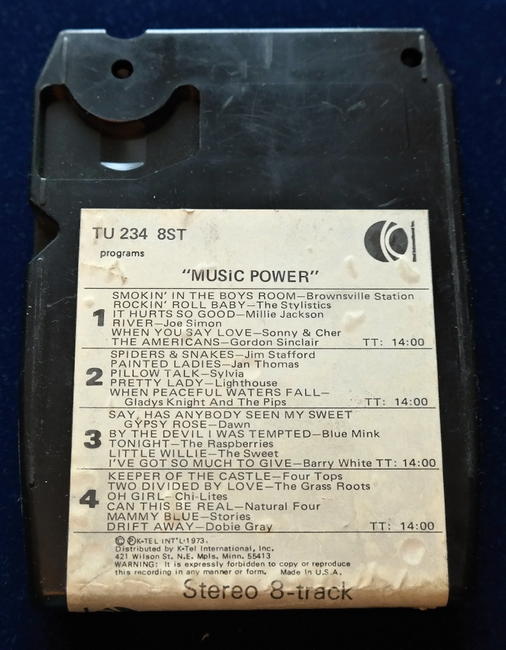 TU 234 8ST
programs
"MUSiC POWER"
1
SMOKIN' IN THE BOYS ROOM—Brownsville Station
ROCKIN' ROLL BABY—The Stylistics
IT HURTS SO GOOD—Millie Jackson
RIVER—Joe Simon
WHEN YOU SAY LOVE—Sonny & Cher
THE AMERICANS—Gordon Sinclair TT: 14:00
2
SPIDERS & SNAKES—Jim Stafford
PAINTED LADIES—Jan Thomas
PILLOW TALK—Sylvia
PRETTY LADY—Lighthouse
WHEN PEACEFUL WATERS FALL—
Gladys Knight And The Pips TT: 14:00
3
SAY, HAS ANYBODY SEEN MY SWEET
GYPSY ROSE—Dawn
BY THE DEVIL I WAS TEMPTED—Blue Mink
TONIGHT—The Raspberries
LITTLE WILLIE—The Sweet
I'VE GOT SO MUCH TO GIVE—Barry White TT: 14:00
4
KEEPER OF THE CASTLE—Four Tops
TWO DIVIDED BY LOVE—The Grass Roots
OH GIRL—Chi-Lites
CAN THIS BE REAL—Natural Four
MAMMY BLUE—Stories
DRIFT AWAY—Dobie Gray TT: 14:00
©℗K-TEL INT'L·1973.
Distributed by K-Tel International, Inc.
421 Wilson St. N.E. Mpls. Minn. 55413
WARNING: It is expressly forbidden to copy or reproduce
this recording in any manner or form. Made In U.S.A.
Stereo 8-track